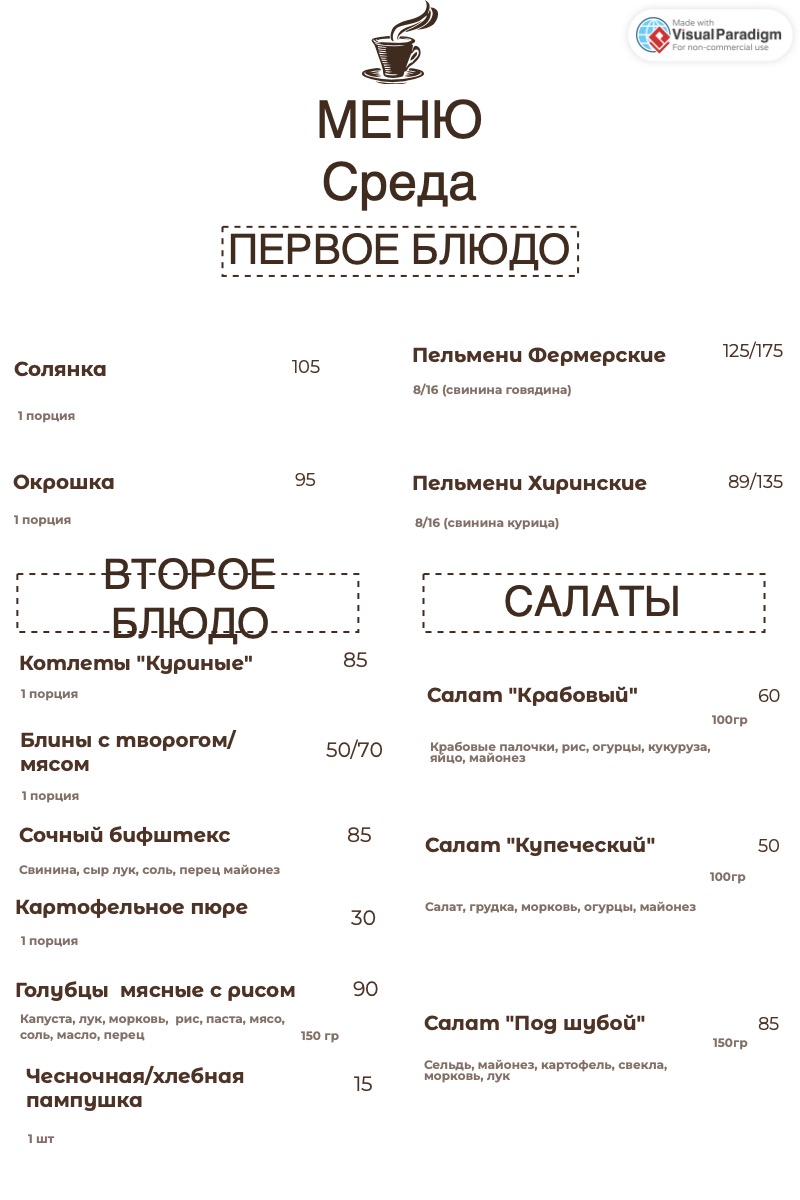 Made with
Visual Paradigm
For non-commercial use
МЕНЮ
Среда
ПЕРВОЕ БЛЮДО
Солянка 105
1 порция
Пельмени Фермерские 125/175
8/16 (свинина говядина)
Окрошка 95
1 порция
Пельмени Хиринские 89/135
8/16 (свинина курица)
ВТОРОЕ
БЛЮДО
Котлеты "Куриные" 85
1 порция
Блины с творогом/
мясом
50/70
1 порция
Сочный бифштекс 85
Свинина, сыр лук, соль, перец майонез
Картофельное пюре 30
1 порция
Голубцы мясные с рисом 90
Капуста, лук, морковь, рис, паста, мясо,
соль, масло, перец
150 гр
Чесночная/хлебная
пампушка
15
1 шт
САЛАТЫ
Салат "Крабовый" 60
100гр
Крабовые палочки, рис, огурцы, кукуруза,
яйцо, майонез
Салат "Купеческий" 50
100гр
Салат, грудка, морковь, огурцы, майонез
Салат "Под шубой" 85
150гр
Сельдь, майонез, картофель, свекла,
морковь, лук